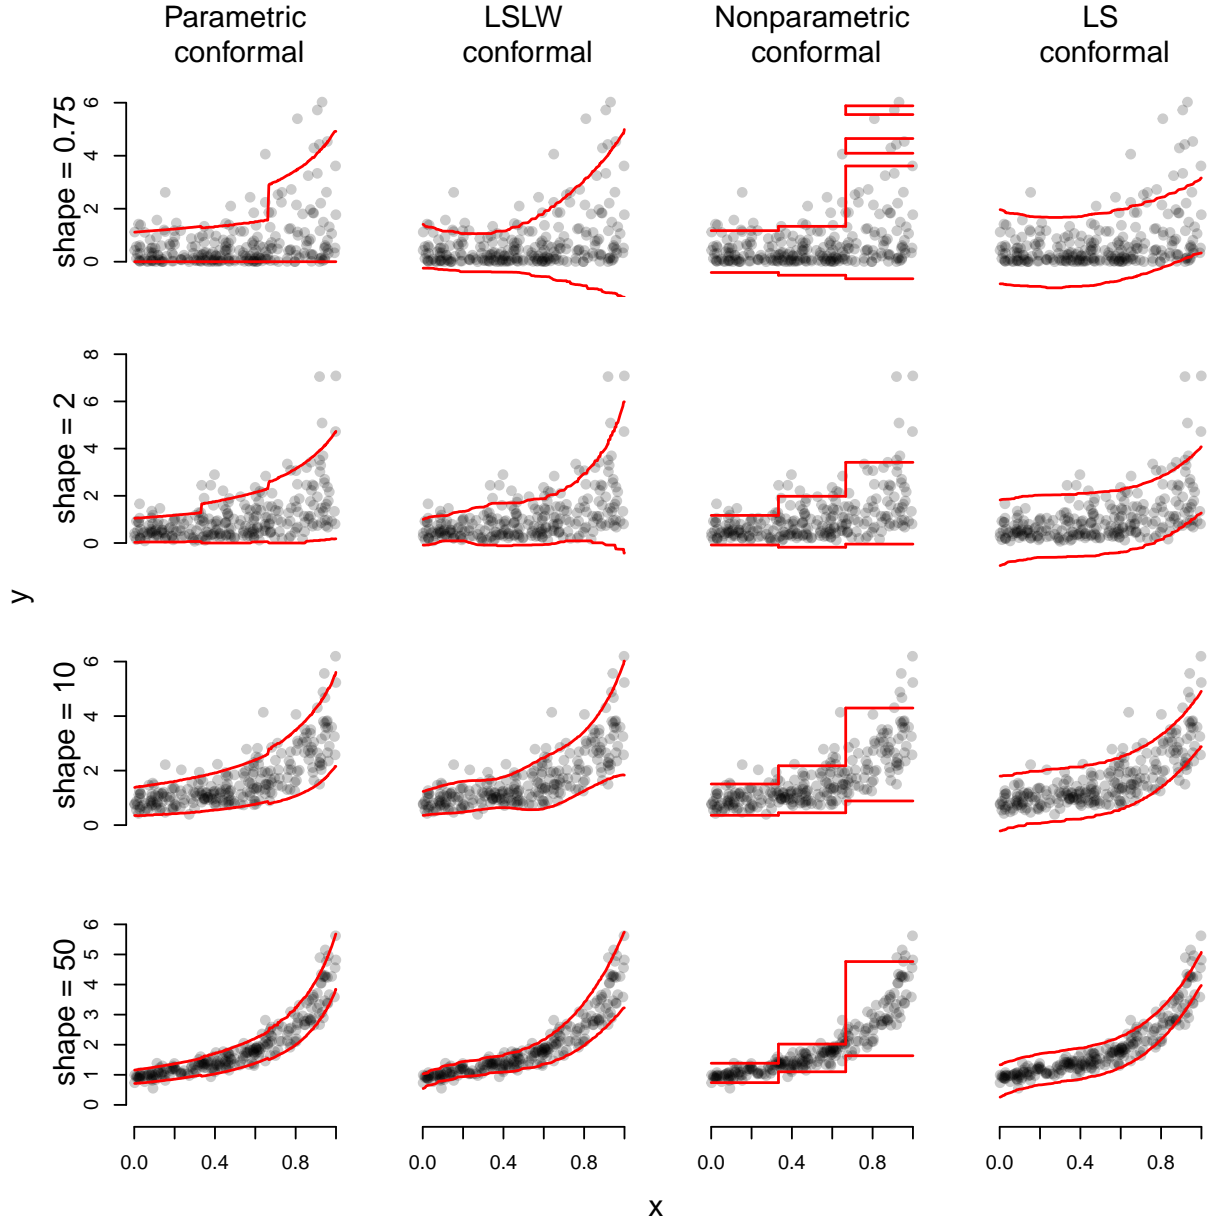 Parametric
conformal
LSLW
conformal
Nonparametric
conformal
LS
conformal
shape = 0.75
0 2 4 6
shape = 2
0 2 4 6 8
y
shape = 10
0 2 4 6
shape = 50
0 1 2 3 4 5 6
0.0 0.4 0.8
0.0 0.4 0.8
0.0 0.4 0.8
0.0 0.4 0.8
x